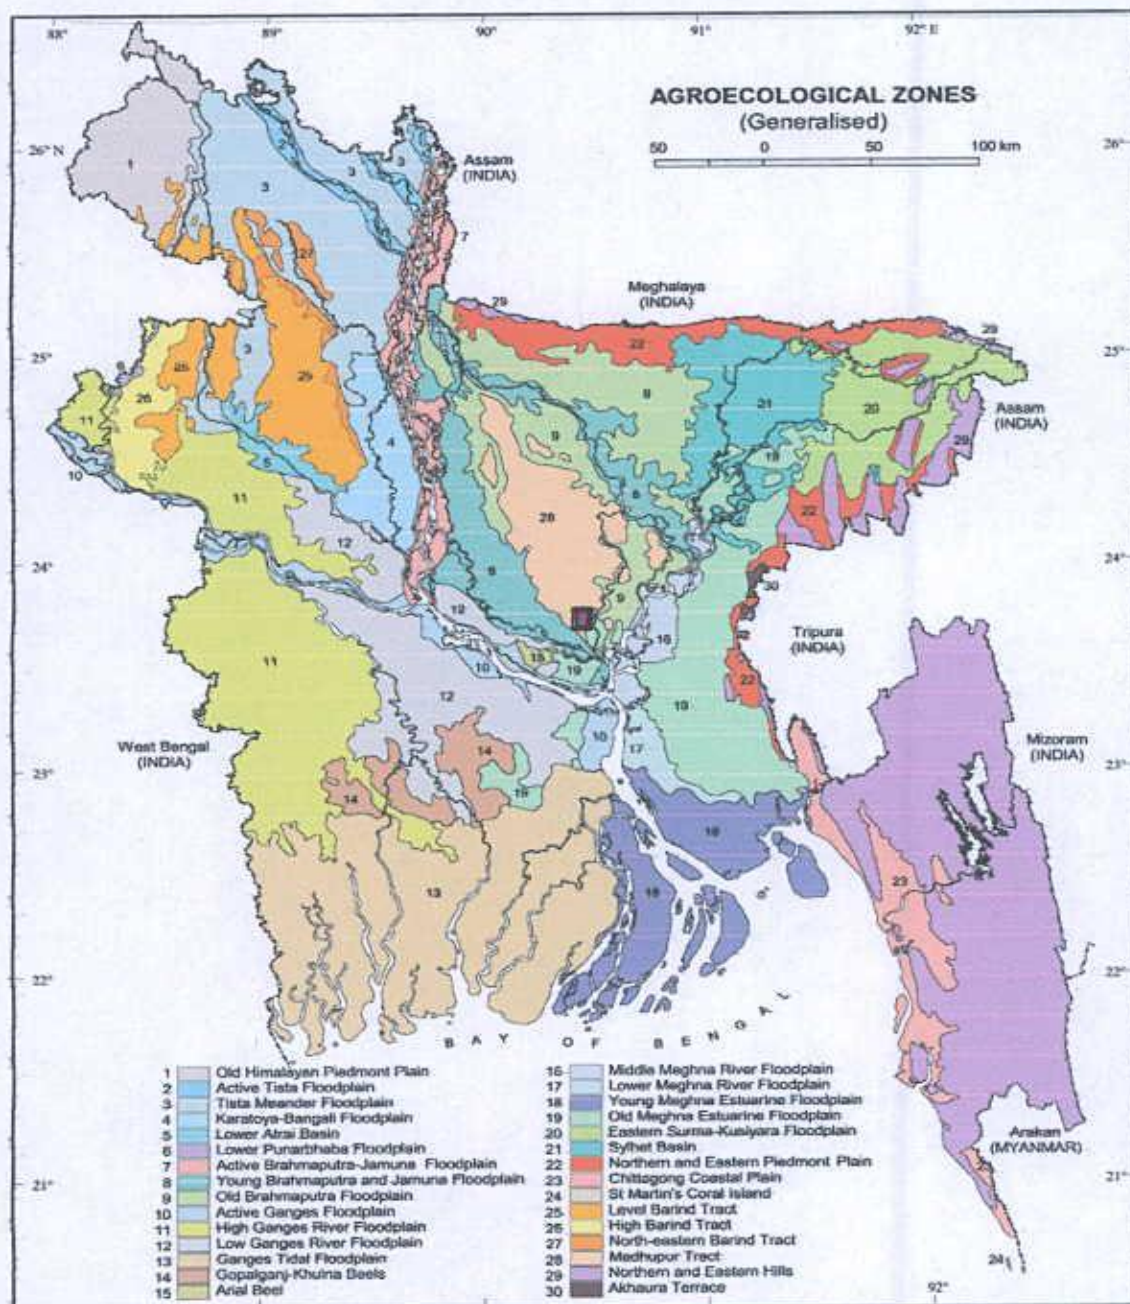 88°
89°
90°
91°
92° E
AGROECOLOGICAL ZONES
(Generalised)
50 0 50 100 km
26° N
26°
Assam
(INDIA)
Meghalaya
(INDIA)
25°
25°
Assam
(INDIA)
24°
24°
Tripura
(INDIA)
West Bengal
(INDIA)
Mizoram
(INDIA)
23°
23°
22°
22°
BAY OF BENGAL
Arakan
(MYANMAR)
21°
21°
92°
1 Old Himalayan Piedmont Plain
2 Active Tista Floodplain
3 Tista Meander Floodplain
4 Karatoya-Bangali Floodplain
5 Lower Atrai Basin
6 Lower Punarbhaba Floodplain
7 Active Brahmaputra-Jamuna Floodplain
8 Young Brahmaputra and Jamuna Floodplain
9 Old Brahmaputra Floodplain
10 Active Ganges Floodplain
11 High Ganges River Floodplain
12 Low Ganges River Floodplain
13 Ganges Tidal Floodplain
14 Gopalganj-Khulna Beels
15 Arial Beel
16 Middle Meghna River Floodplain
17 Lower Meghna River Floodplain
18 Young Meghna Estuarine Floodplain
19 Old Meghna Estuarine Floodplain
20 Eastern Surma-Kusiyara Floodplain
21 Sylhet Basin
22 Northern and Eastern Piedmont Plain
23 Chittagong Coastal Plain
24 St Martin's Coral Island
25 Level Barind Tract
26 High Barind Tract
27 North-eastern Barind Tract
28 Madhupur Tract
29 Northern and Eastern Hills
30 Akhaura Terrace